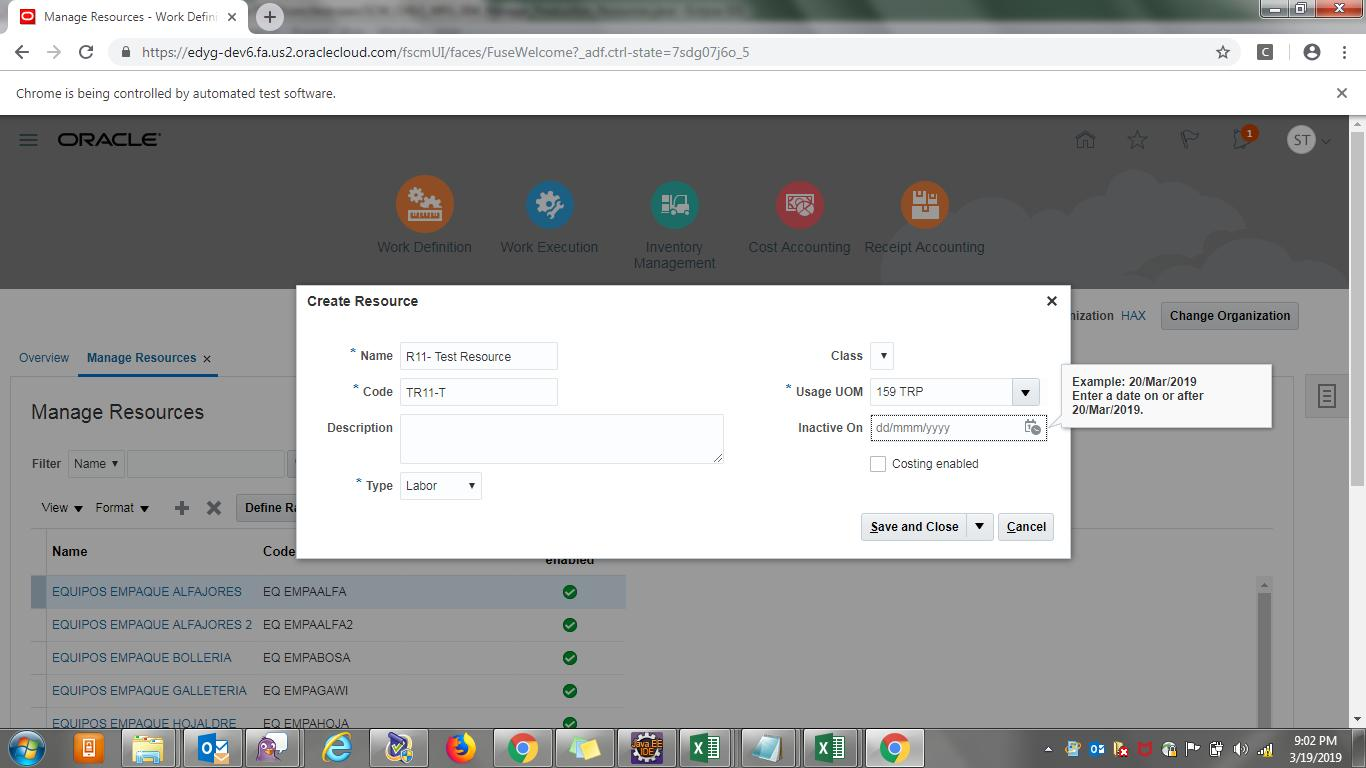 Manage Resources - Work Defini
https://edyg-dev6.fa.us2.oraclecloud.com/fscmUI/faces/FuseWelcome?_adf.ctrl-state=7sdg07j6o_5
C
Chrome is being controlled by automated test software.
ORACLE
1
ST
Work Definition
Work Execution
Inventory
Management
Cost Accounting
Receipt Accounting
Create Resource
nization HAX
Change Organization
Overview
Manage Resources
* Name R11- Test Resource
Class
* Code TR11-T
* Usage UOM 159 TRP
Example: 20/Mar/2019
Enter a date on or after
20/Mar/2019.
Manage Resources
Description
Inactive On dd/mmm/yyyy
Filter Name
Costing enabled
* Type Labor
View Format
Define Ra
Save and Close
Cancel
Name
Code
enabled
EQUIPOS EMPAQUE ALFAJORES EQ EMPAALFA
EQUIPOS EMPAQUE ALFAJORES 2 EQ EMPAALFA2
EQUIPOS EMPAQUE BOLLERIA EQ EMPABOSA
EQUIPOS EMPAQUE GALLETERIA EQ EMPAGAWI
EQUIPOS EMPAQUE HOJALDRE EQ EMPAHOJA
Java EE
IDE
9:02 PM
3/19/2019